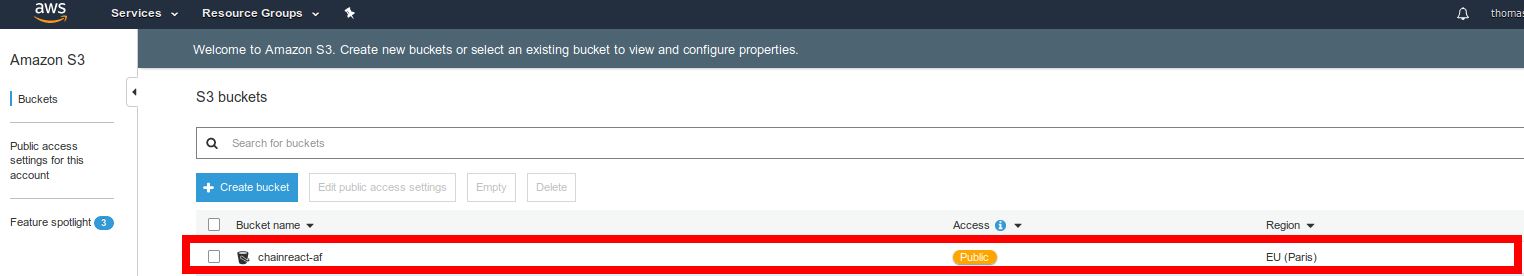 aws Services Resource Groups thomas
Welcome to Amazon S3. Create new buckets or select an existing bucket to view and configure properties.
Amazon S3
Buckets
Public access
settings for this
account
Feature spotlight 3
S3 buckets
Search for buckets
Create bucket Edit public access settings Empty Delete
Bucket name Access Region
chainreact-af Public EU (Paris)